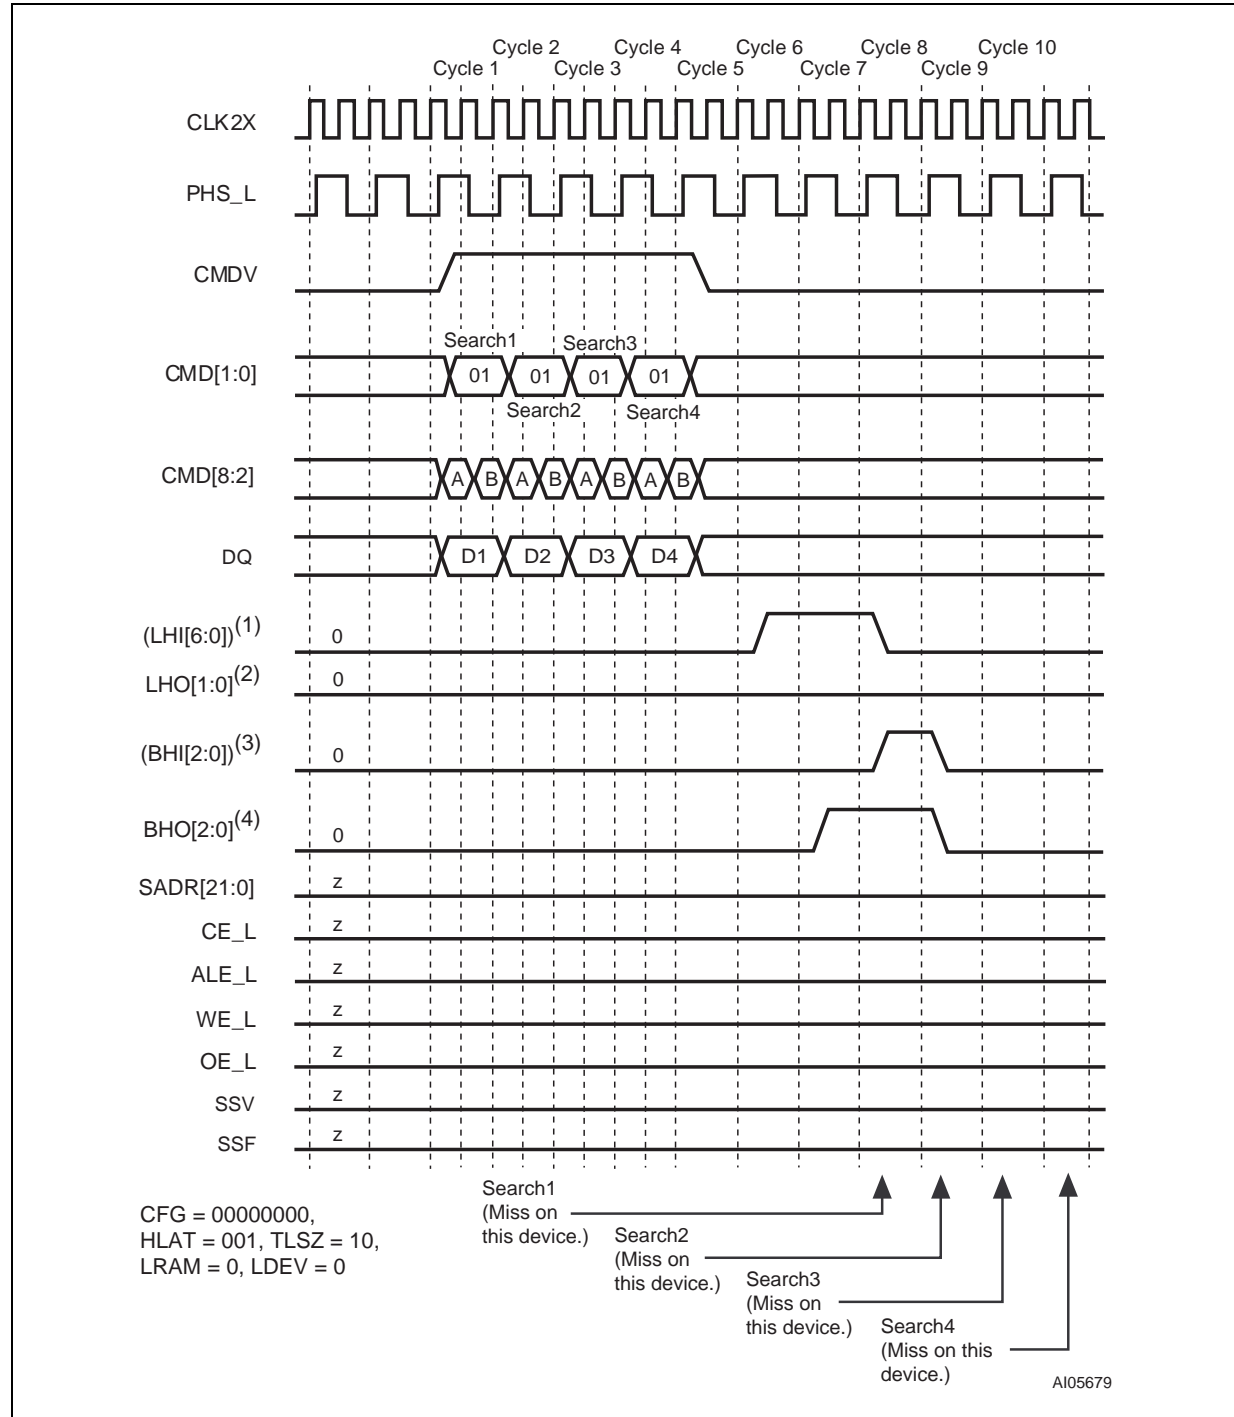 Cycle 2 Cycle 4 Cycle 6 Cycle 8 Cycle 10
Cycle 1 Cycle 3 Cycle 5 Cycle 7 Cycle 9
CLK2X
PHS_L
CMDV
Search1 Search3
CMD[1:0] 01 01 01 01
Search2 Search4
CMD[8:2] A B A B A B A B
DQ D1 D2 D3 D4
(LHI[6:0])(1) 0
LHO[1:0](2) 0
(BHI[2:0])(3) 0
BHO[2:0](4) 0
SADR[21:0] z
CE_L z
ALE_L z
WE_L z
OE_L z
SSV z
SSF z
Search1
(Miss on
this device.)
Search2
(Miss on
this device.)
Search3
(Miss on
this device.)
Search4
(Miss on this
device.)
CFG = 00000000,
HLAT = 001, TLSZ = 10,
LRAM = 0, LDEV = 0
AI05679